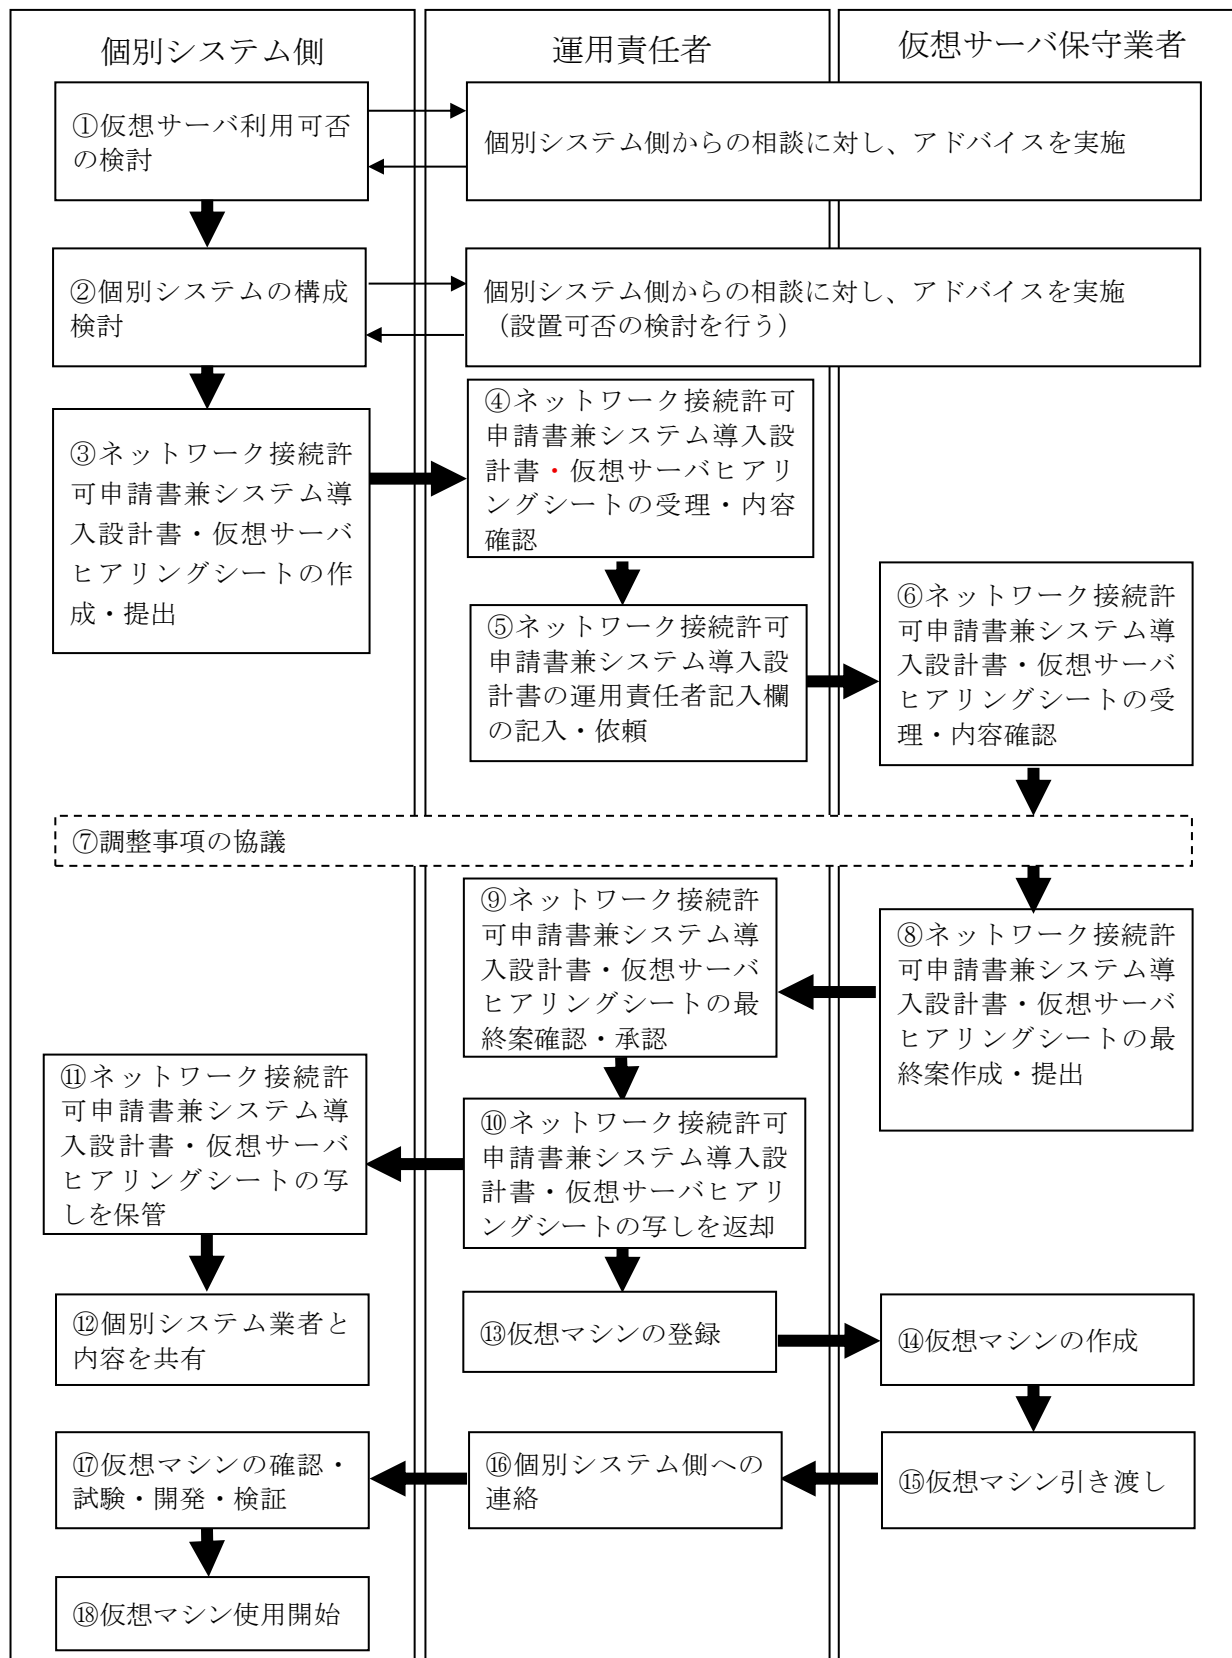 個別システム側
運用責任者
仮想サーバ保守業者
①仮想サーバ利用可否
の検討
個別システム側からの相談に対し、アドバイスを実施
②個別システムの構成
検討
個別システム側からの相談に対し、アドバイスを実施
（設置可否の検討を行う）
③ネットワーク接続許
可申請書兼システム導
入設計書・仮想サーバ
ヒアリングシートの作
成・提出
④ネットワーク接続許可
申請書兼システム導入設
計書・仮想サーバヒアリ
ングシートの受理・内容
確認
⑤ネットワーク接続許可
申請書兼システム導入設
計書の運用責任者記入欄
の記入・依頼
⑥ネットワーク接続許
可申請書兼システム導
入設計書・仮想サーバ
ヒアリングシートの受
理・内容確認
⑦調整事項の協議
⑨ネットワーク接続許
可申請書兼システム導
入設計書・仮想サーバ
ヒアリングシートの最
終案確認・承認
⑧ネットワーク接続許
可申請書兼システム導
入設計書・仮想サーバ
ヒアリングシートの最
終案作成・提出
⑪ネットワーク接続許
可申請書兼システム導
入設計書・仮想サーバ
ヒアリングシートの写
しを保管
⑩ネットワーク接続許可
申請書兼システム導入設
計書・仮想サーバヒアリ
ングシートの写しを返却
⑫個別システム業者と
内容を共有
⑬仮想マシンの登録
⑭仮想マシンの作成
⑰仮想マシンの確認・
試験・開発・検証
⑯個別システム側への
連絡
⑮仮想マシン引き渡し
⑱仮想マシン使用開始